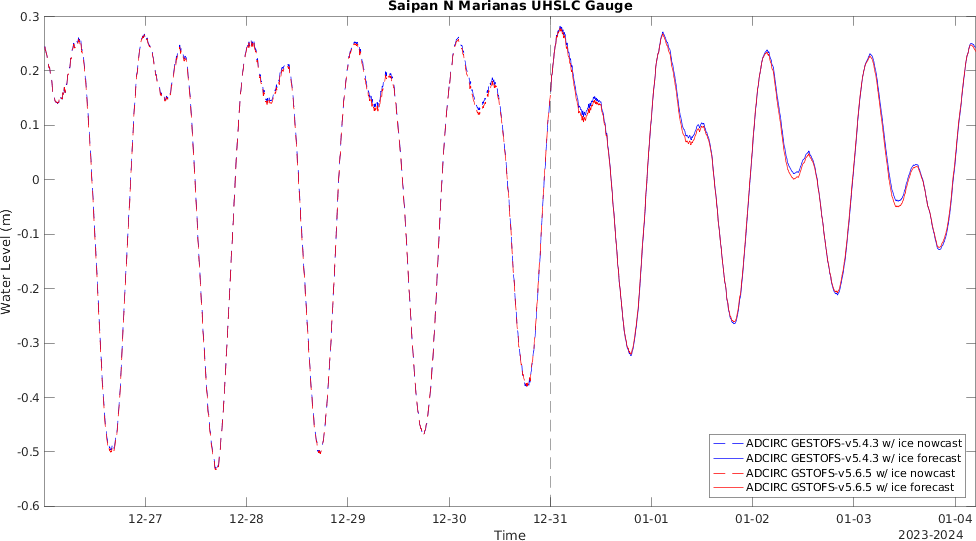 Saipan N Marianas UHSLC Gauge
Water Level (m)
0.3
0.2
0.1
0
-0.1
-0.2
-0.3
-0.4
-0.5
-0.6
12-27 12-28 12-29 12-30 12-31 01-01 01-02 01-03 01-04
Time
2023-2024
ADCIRC GESTOFS-v5.4.3 w/ ice nowcast
ADCIRC GESTOFS-v5.4.3 w/ ice forecast
ADCIRC GSTOFS-v5.6.5 w/ ice nowcast
ADCIRC GSTOFS-v5.6.5 w/ ice forecast